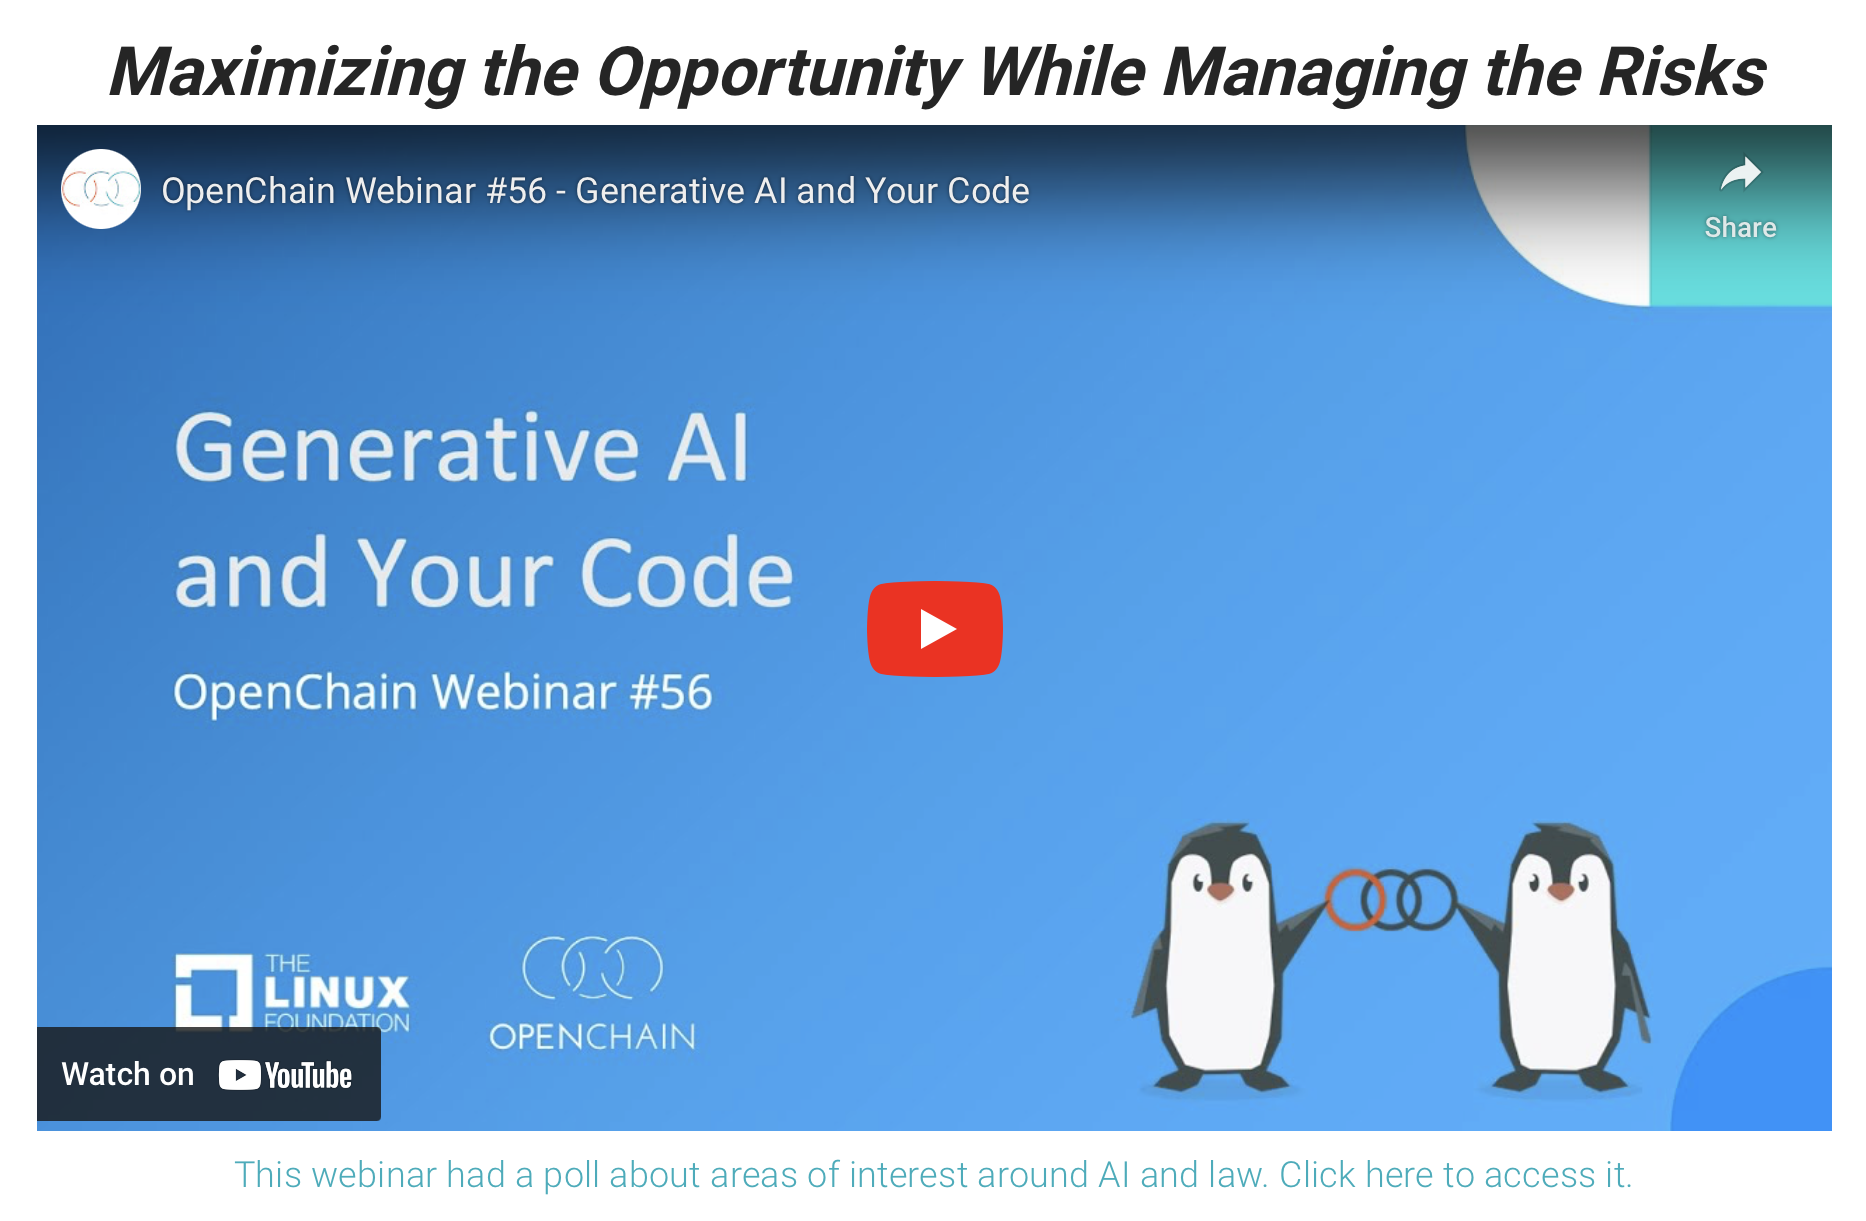 Maximizing the Opportunity While Managing the Risks
OpenChain Webinar #56 - Generative AI and Your Code
Share
Generative AI
and Your Code
OpenChain Webinar #56
THE
LINUX
FOUNDATION
OPENCHAIN
Watch on YouTube
This webinar had a poll about areas of interest around AI and law. Click here to access it.